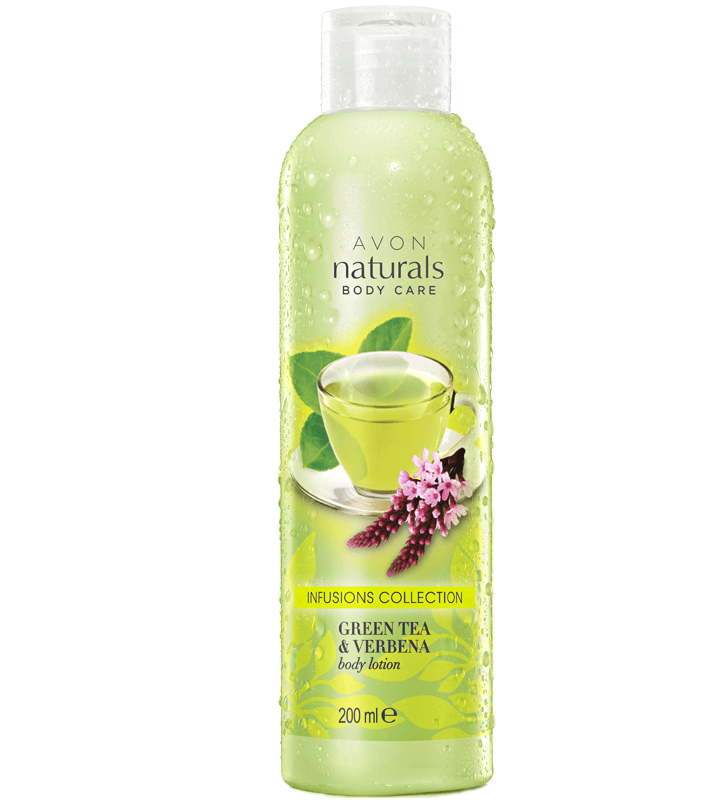 AVON
naturals
BODY CARE
INFUSIONS COLLECTION
GREEN TEA
& VERBENA
body lotion
200 ml ℮